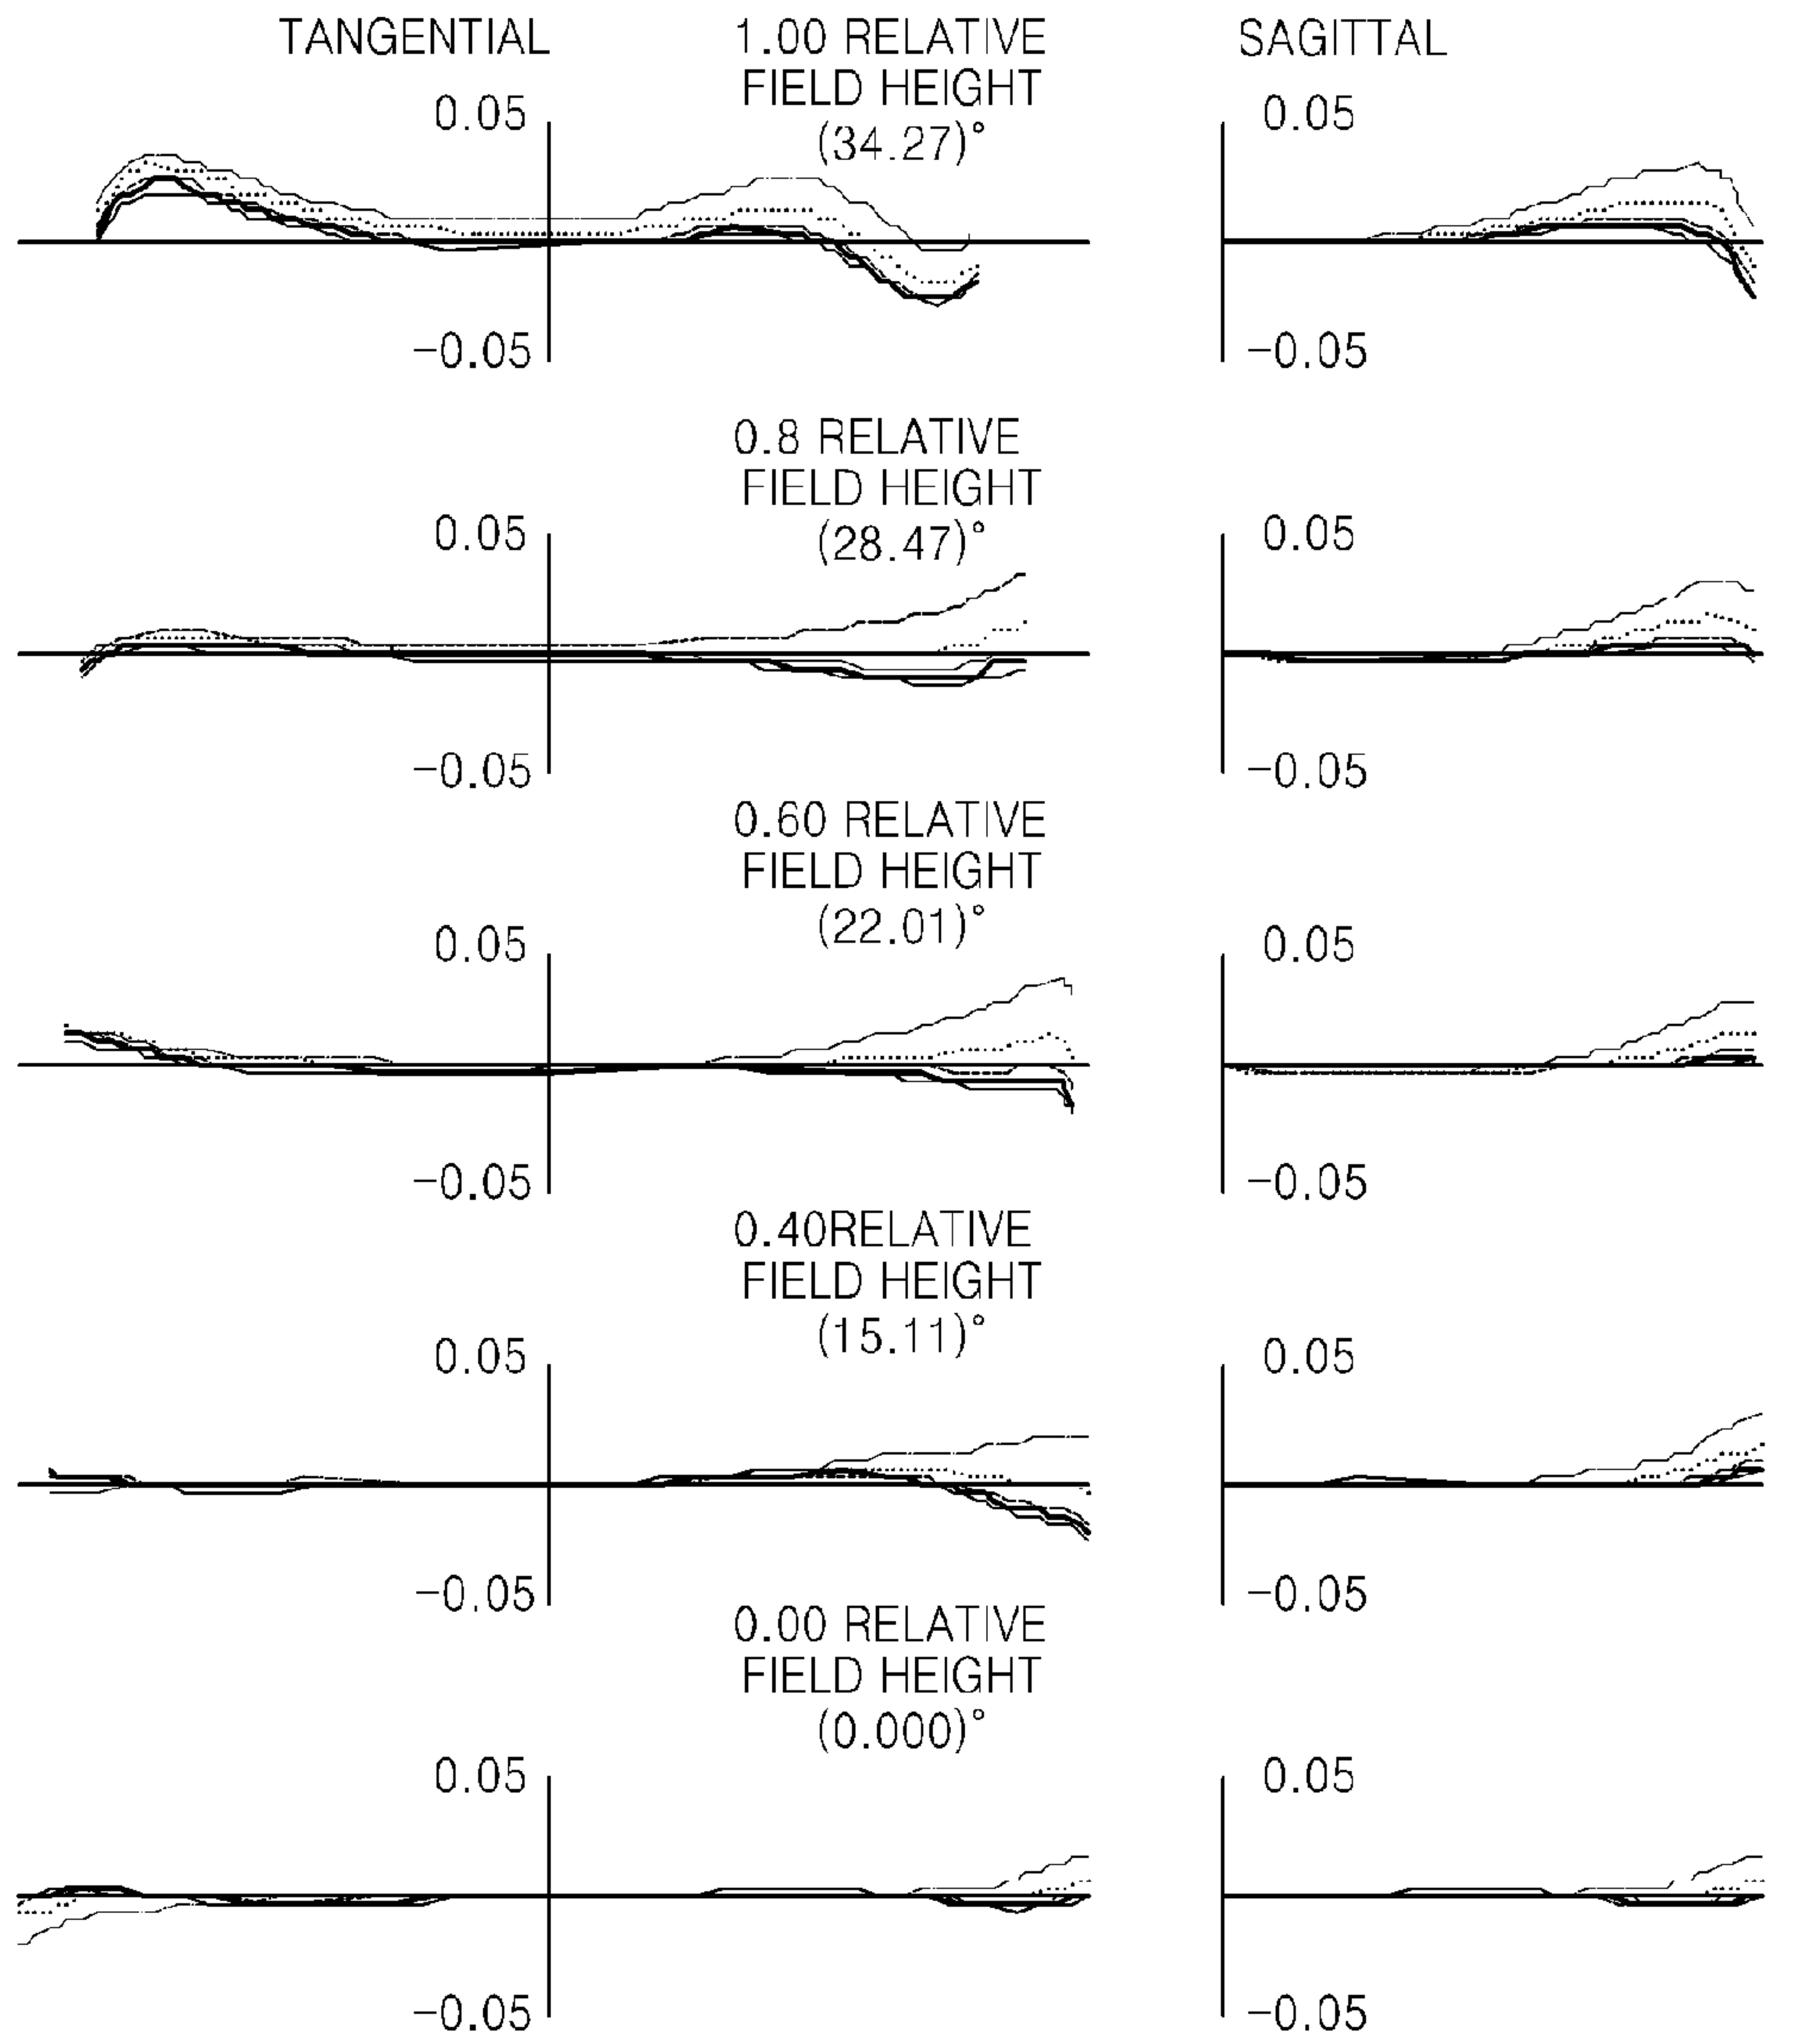 TANGENTIAL
1.00 RELATIVE
FIELD HEIGHT
(34.27)°
SAGITTAL
0.05
0.05
-0.05
-0.05
0.8 RELATIVE
FIELD HEIGHT
(28.47)°
0.05
0.05
-0.05
-0.05
0.60 RELATIVE
FIELD HEIGHT
(22.01)°
0.05
0.05
-0.05
-0.05
0.40RELATIVE
FIELD HEIGHT
(15.11)°
0.05
0.05
-0.05
-0.05
0.00 RELATIVE
FIELD HEIGHT
(0.000)°
0.05
0.05
-0.05
-0.05